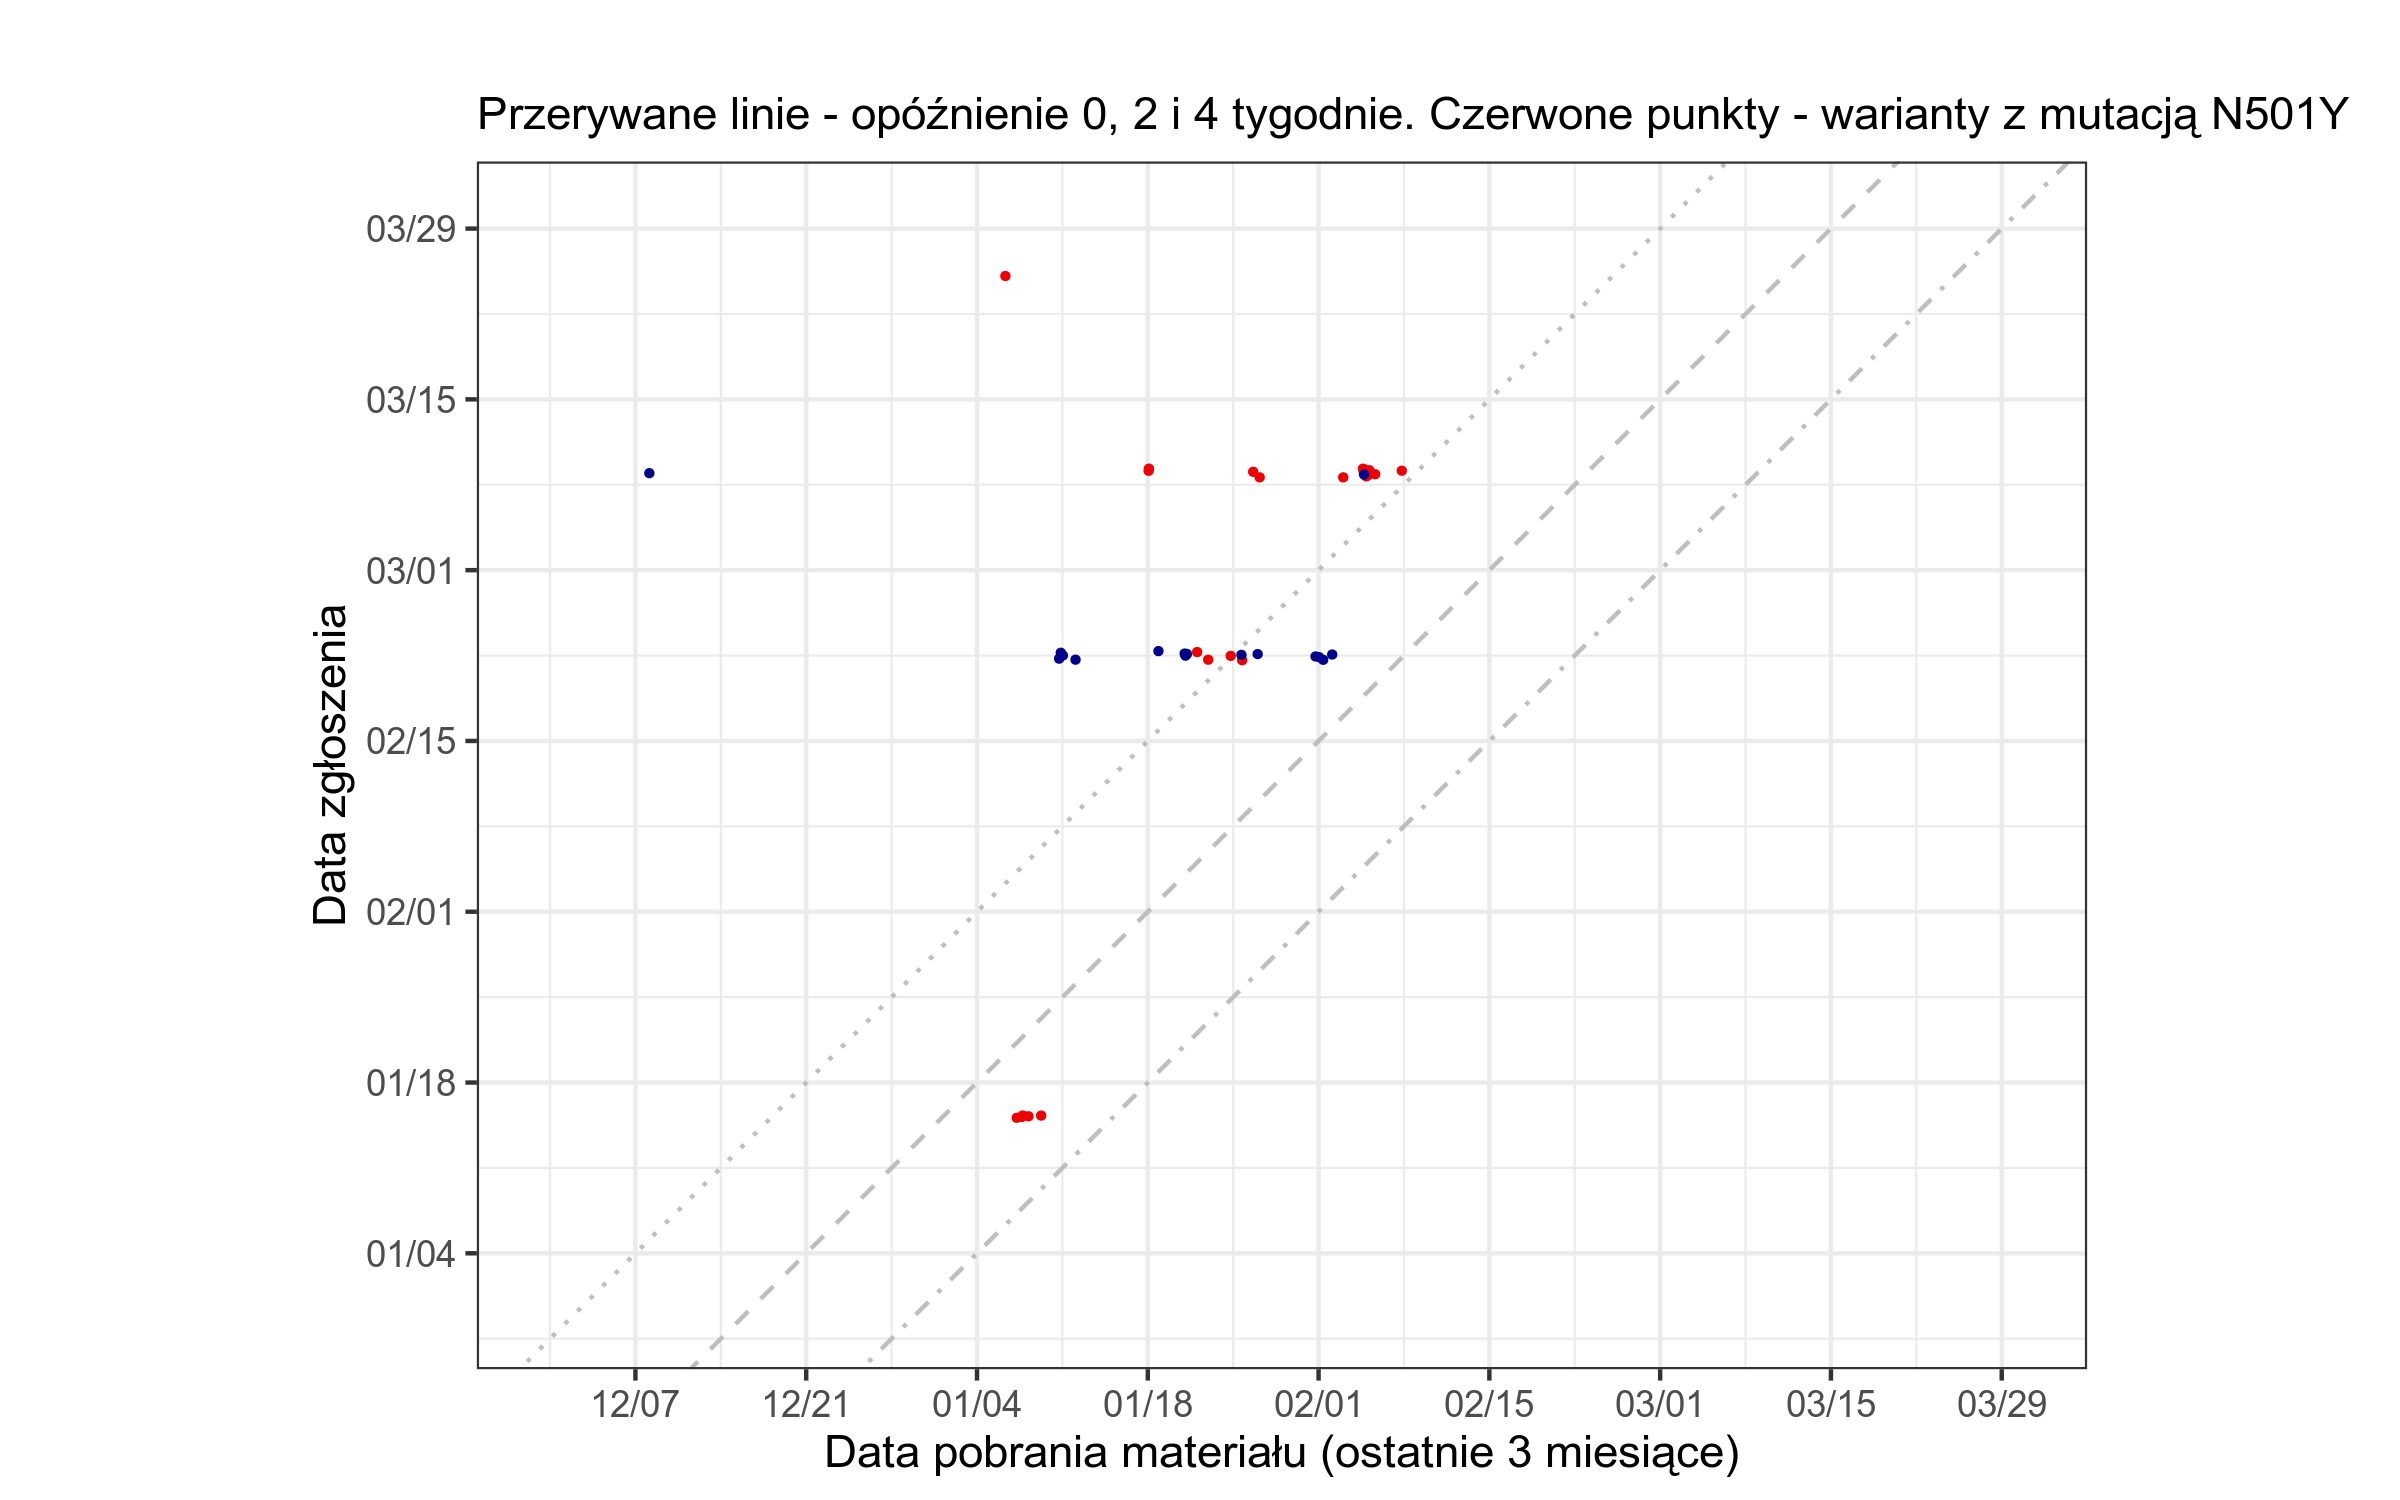 Przerywane linie - opóźnienie 0, 2 i 4 tygodnie. Czerwone punkty - warianty z mutacją N501Y
Data zgłoszenia
03/29
03/15
03/01
02/15
02/01
01/18
01/04
12/07 12/21 01/04 01/18 02/01 02/15 03/01 03/15 03/29
Data pobrania materiału (ostatnie 3 miesiące)